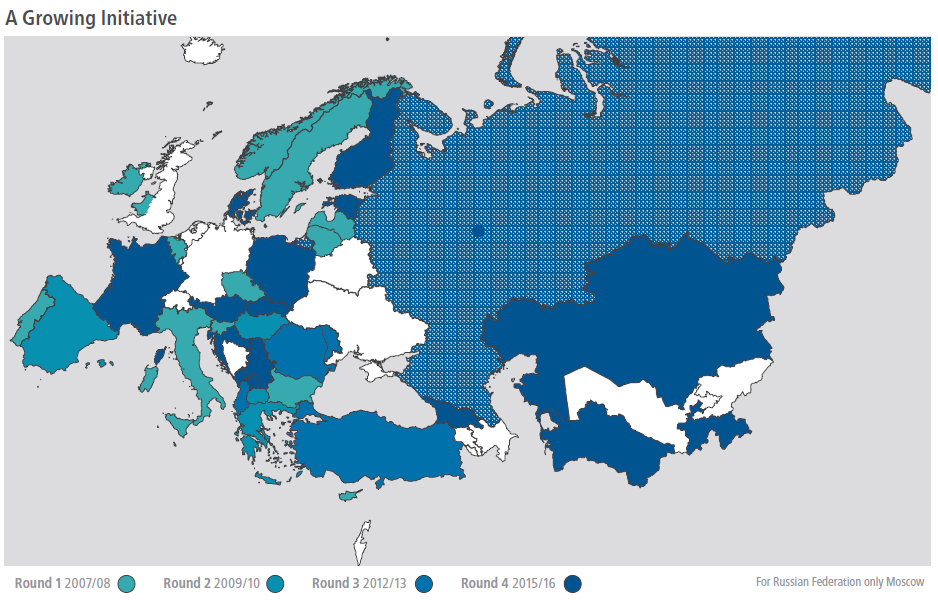 A Growing Initiative
Round 1 2007/08
Round 2 2009/10
Round 3 2012/13
Round 4 2015/16
For Russian Federation only Moscow